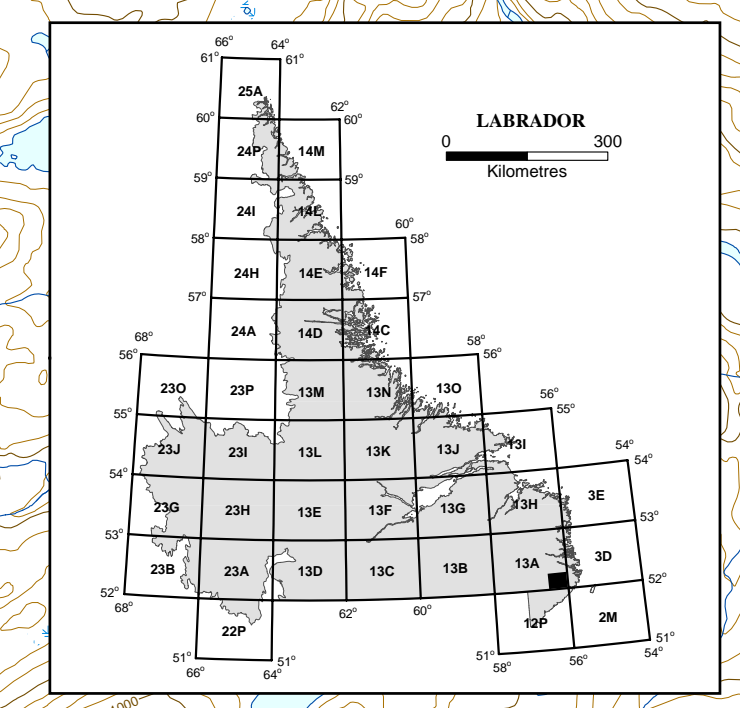 66° 64°
61° 61°
25A
62°
60° 60°
LABRADOR
0 300
Kilometres
24P 14M
59° 59°
24I 14L
60°
58° 58°
24H 14E 14F
57° 57°
24A 14D 14C
68° 58°
56° 56°
23O 23P 13M 13N 13O
56°
55° 55°
23J 23I 13L 13K 13J 13I
54°
54° 54°
23G 23H 13E 13F 13G 13H 3E
53° 53°
23B 23A 13D 13C 13B 13A 3D
52° 52°
68° 62° 60°
22P 12P 2M
51° 51° 51° 51°
66° 64° 58° 56° 54°
4000